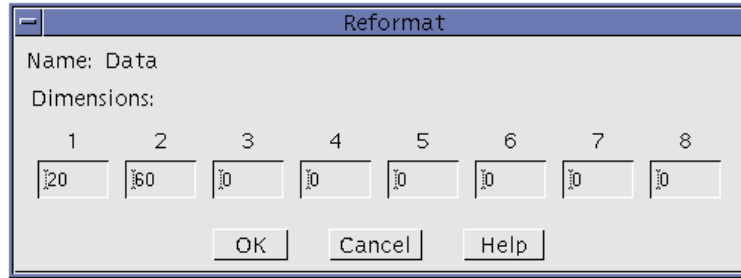 Reformat
Name: Data
Dimensions:
1 2 3 4 5 6 7 8
20 60 0 0 0 0 0 0
OK Cancel Help